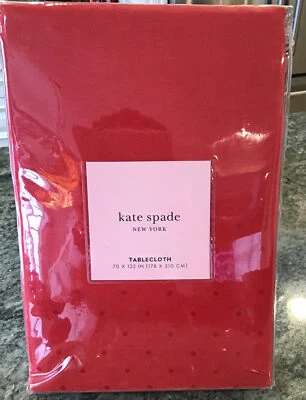 kate spade
NEW YORK
TABLECLOTH
70 X 122 IN (178 X 310 CM)